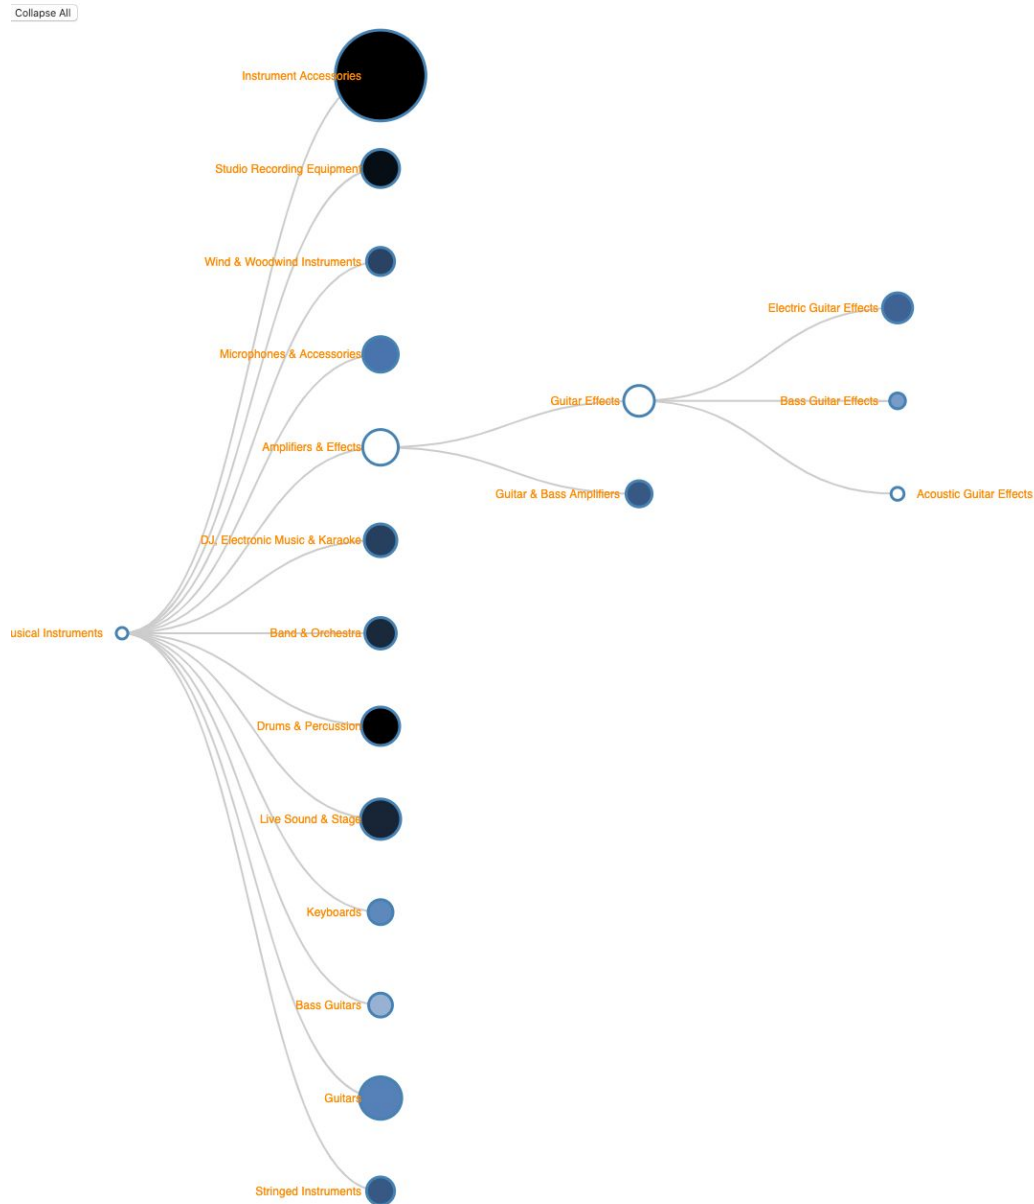 Collapse All
Instrument Accessories
Studio Recording Equipment
Wind & Woodwind Instruments
Electric Guitar Effects
Microphones & Accessories
Guitar Effects
Bass Guitar Effects
Amplifiers & Effects
Guitar & Bass Amplifiers
Acoustic Guitar Effects
DJ, Electronic Music & Karaoke
usical Instruments
Band & Orchestra
Drums & Percussion
Live Sound & Stage
Keyboards
Bass Guitars
Guitars
Stringed Instruments